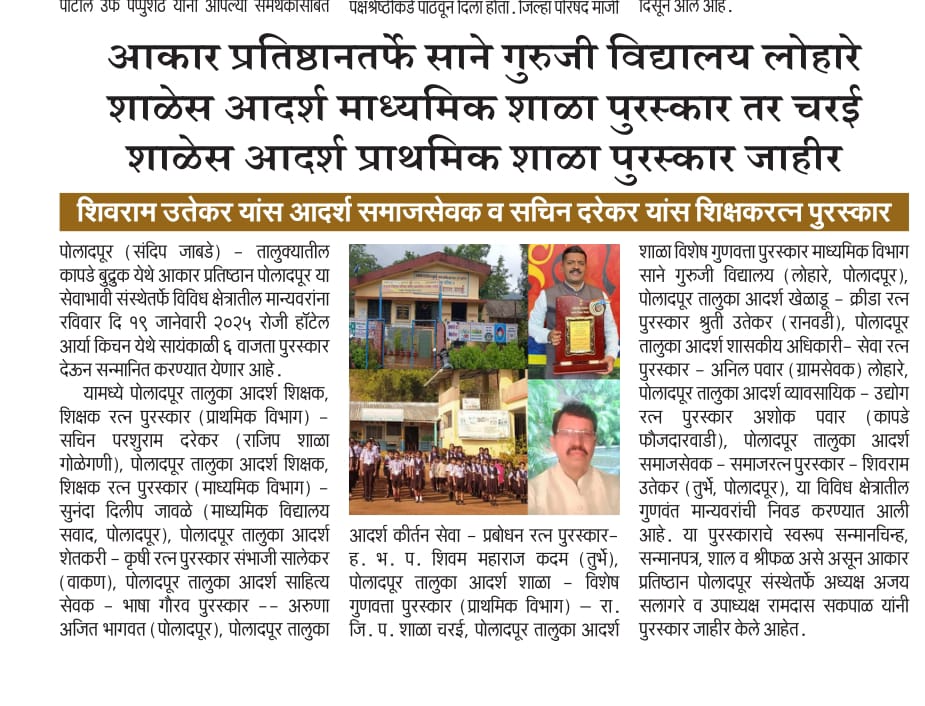 पाटील उर्फ पप्पुशेठ यांनी आपल्या समर्थकांसोबत
पक्षश्रेष्ठींकडे पाठवून दिला होता. जिल्हा परिषद माजी
दिसून आले आहे.
आकार प्रतिष्ठानतर्फे साने गुरुजी विद्यालय लोहारे
शाळेस आदर्श माध्यमिक शाळा पुरस्कार तर चरई
शाळेस आदर्श प्राथमिक शाळा पुरस्कार जाहीर
शिवराम उतेकर यांस आदर्श समाजसेवक व सचिन दरेकर यांस शिक्षकरत्न पुरस्कार
पोलादपूर (संदिप जाबडे) – तालुक्यातील
कापडे बुद्रुक येथे आकार प्रतिष्ठान पोलादपूर या
सेवाभावी संस्थेतर्फे विविध क्षेत्रातील मान्यवरांना
रविवार दि १९ जानेवारी २०२५ रोजी हॉटेल
आर्या किचन येथे सायंकाळी ६ वाजता पुरस्कार
देऊन सन्मानित करण्यात येणार आहे.
यामध्ये पोलादपूर तालुका आदर्श शिक्षक,
शिक्षक रत्न पुरस्कार (प्राथमिक विभाग) –
सचिन परशुराम दरेकर (राजिप शाळा
गोळेगणी), पोलादपूर तालुका आदर्श शिक्षक,
शिक्षक रत्न पुरस्कार (माध्यमिक विभाग) –
सुनंदा दिलीप जावळे (माध्यमिक विद्यालय
सवाद, पोलादपूर), पोलादपूर तालुका आदर्श
शेतकरी – कृषी रत्न पुरस्कार संभाजी सालेकर
(वाकण), पोलादपूर तालुका आदर्श साहित्य
सेवक – भाषा गौरव पुरस्कार -- अरुणा
अजित भागवत (पोलादपूर), पोलादपूर तालुका
आदर्श कीर्तन सेवा – प्रबोधन रत्न पुरस्कार–
ह. भ. प. शिवम महाराज कदम (तुर्भे),
पोलादपूर तालुका आदर्श शाळा – विशेष
गुणवत्ता पुरस्कार (प्राथमिक विभाग) – रा.
जि. प. शाळा चरई, पोलादपूर तालुका आदर्श
शाळा विशेष गुणवत्ता पुरस्कार माध्यमिक विभाग
साने गुरुजी विद्यालय (लोहारे, पोलादपूर),
पोलादपूर तालुका आदर्श खेळाडू – क्रीडा रत्न
पुरस्कार श्रुती उतेकर (रानवडी), पोलादपूर
तालुका आदर्श शासकीय अधिकारी– सेवा रत्न
पुरस्कार – अनिल पवार (ग्रामसेवक) लोहारे,
पोलादपूर तालुका आदर्श व्यावसायिक – उद्योग
रत्न पुरस्कार अशोक पवार (कापडे
फौजदारवाडी), पोलादपूर तालुका आदर्श
समाजसेवक – समाजरत्न पुरस्कार – शिवराम
उतेकर (तुर्भे, पोलादपूर), या विविध क्षेत्रातील
गुणवंत मान्यवरांची निवड करण्यात आली
आहे. या पुरस्काराचे स्वरूप सन्मानचिन्ह,
सन्मानपत्र, शाल व श्रीफळ असे असून आकार
प्रतिष्ठान पोलादपूर संस्थेतर्फे अध्यक्ष अजय
सलागरे व उपाध्यक्ष रामदास सकपाळ यांनी
पुरस्कार जाहीर केले आहेत.